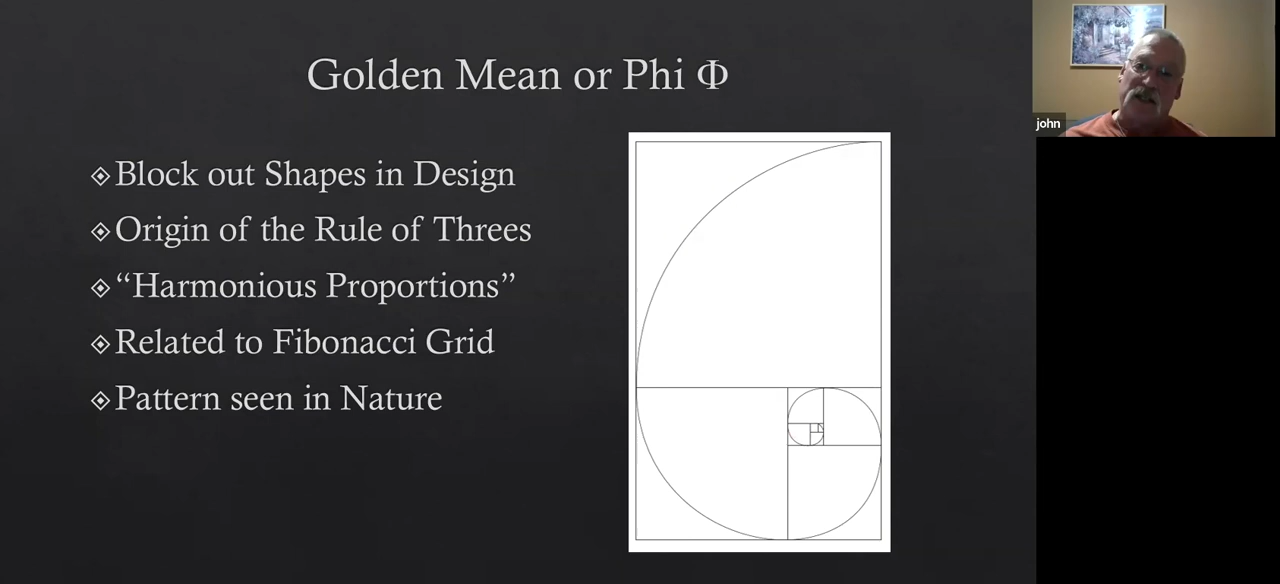 Golden Mean or Phi Φ
Block out Shapes in Design
Origin of the Rule of Threes
“Harmonious Proportions”
Related to Fibonacci Grid
Pattern seen in Nature
john